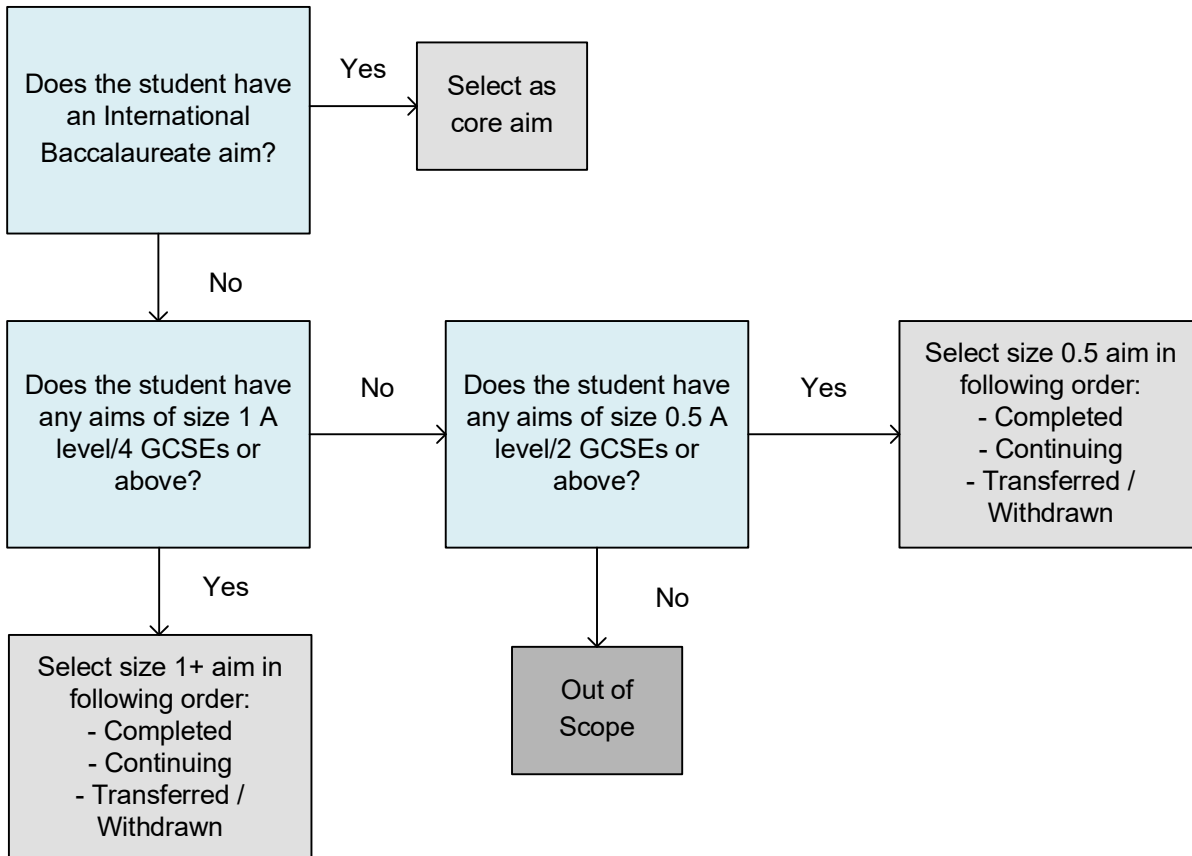 Does the student have
an International
Baccalaureate aim?
Yes
Select as
core aim
No
Does the student have
any aims of size 1 A
level/4 GCSEs or
above?
No
Does the student have
any aims of size 0.5 A
level/2 GCSEs or
above?
Yes
Select size 0.5 aim in
following order:
- Completed
- Continuing
- Transferred /
Withdrawn
Yes
Select size 1+ aim in
following order:
- Completed
- Continuing
- Transferred /
Withdrawn
No
Out of
Scope